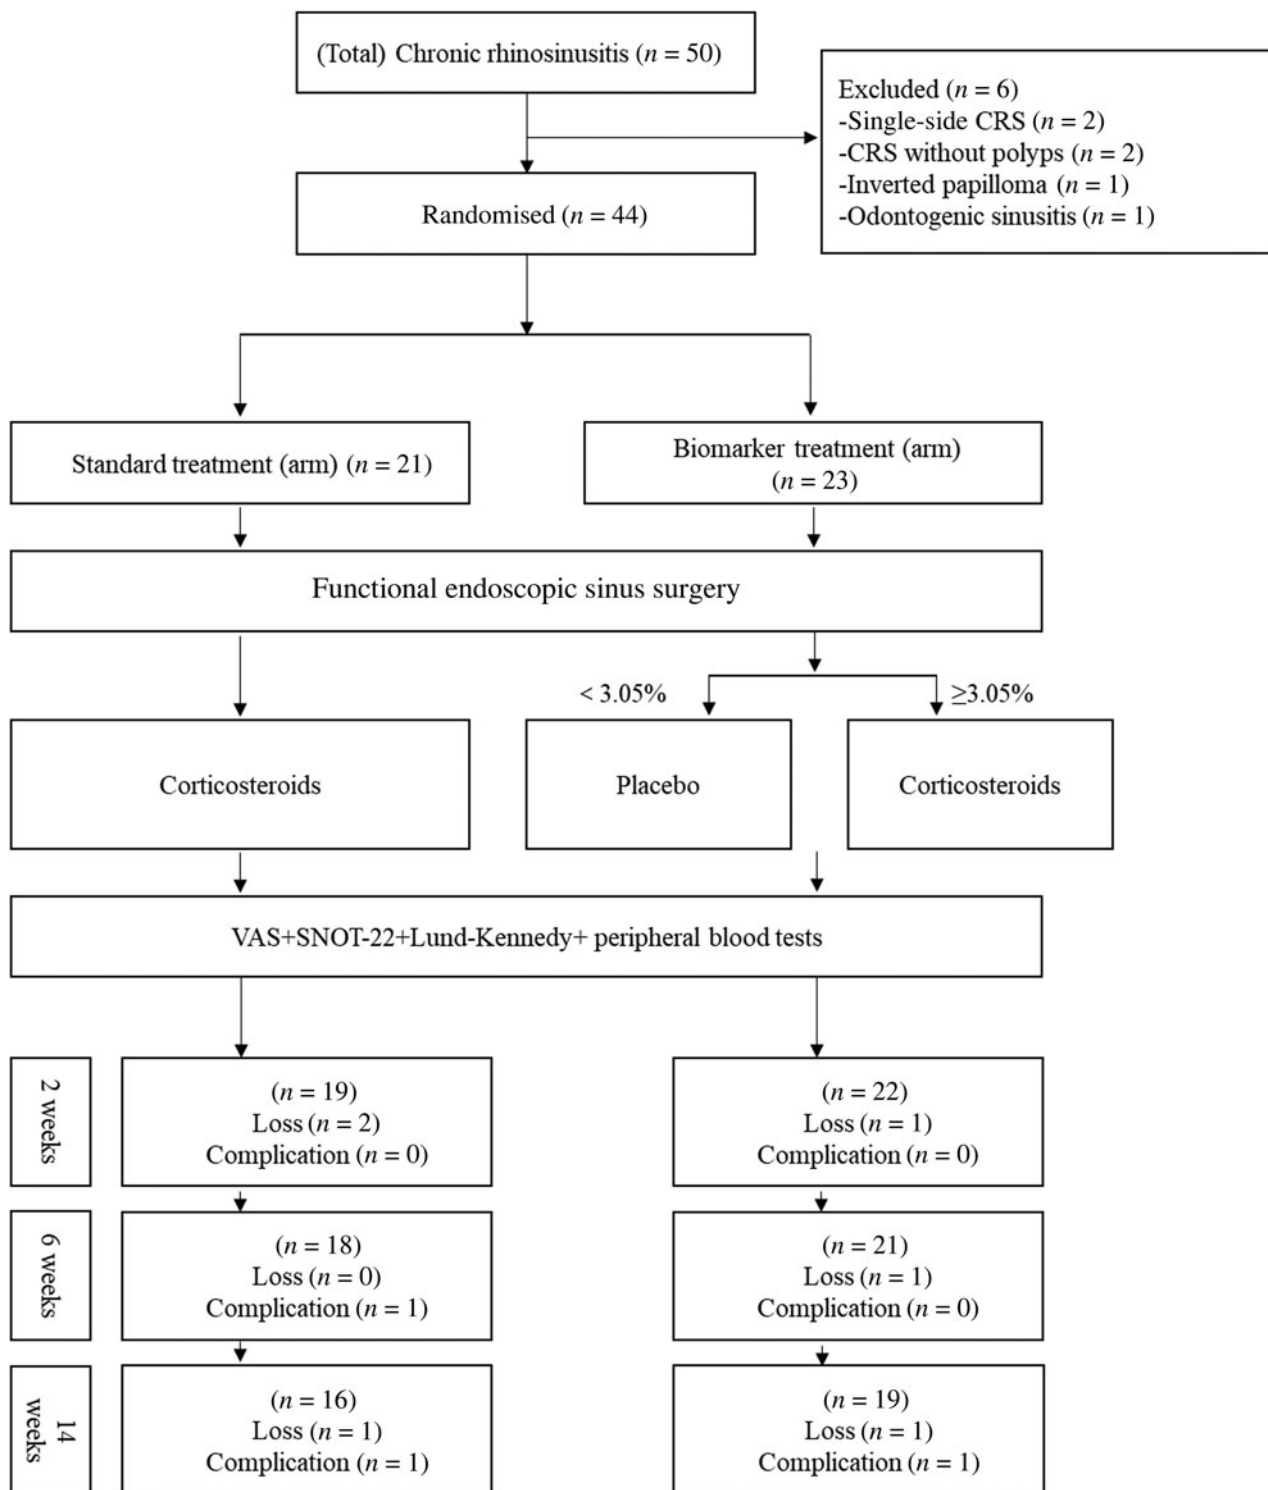 (Total) Chronic rhinosinusitis (n = 50)
Excluded (n = 6)
-Single-side CRS (n = 2)
-CRS without polyps (n = 2)
-Inverted papilloma (n = 1)
-Odontogenic sinusitis (n = 1)
Randomised (n = 44)
Standard treatment (arm) (n = 21)
Biomarker treatment (arm)
(n = 23)
Functional endoscopic sinus surgery
< 3.05%
≥3.05%
Corticosteroids
Placebo
Corticosteroids
VAS+SNOT-22+Lund-Kennedy+ peripheral blood tests
2 weeks
(n = 19)
Loss (n = 2)
Complication (n = 0)
(n = 22)
Loss (n = 1)
Complication (n = 0)
6 weeks
(n = 18)
Loss (n = 0)
Complication (n = 1)
(n = 21)
Loss (n = 1)
Complication (n = 0)
14
weeks
(n = 16)
Loss (n = 1)
Complication (n = 1)
(n = 19)
Loss (n = 1)
Complication (n = 1)